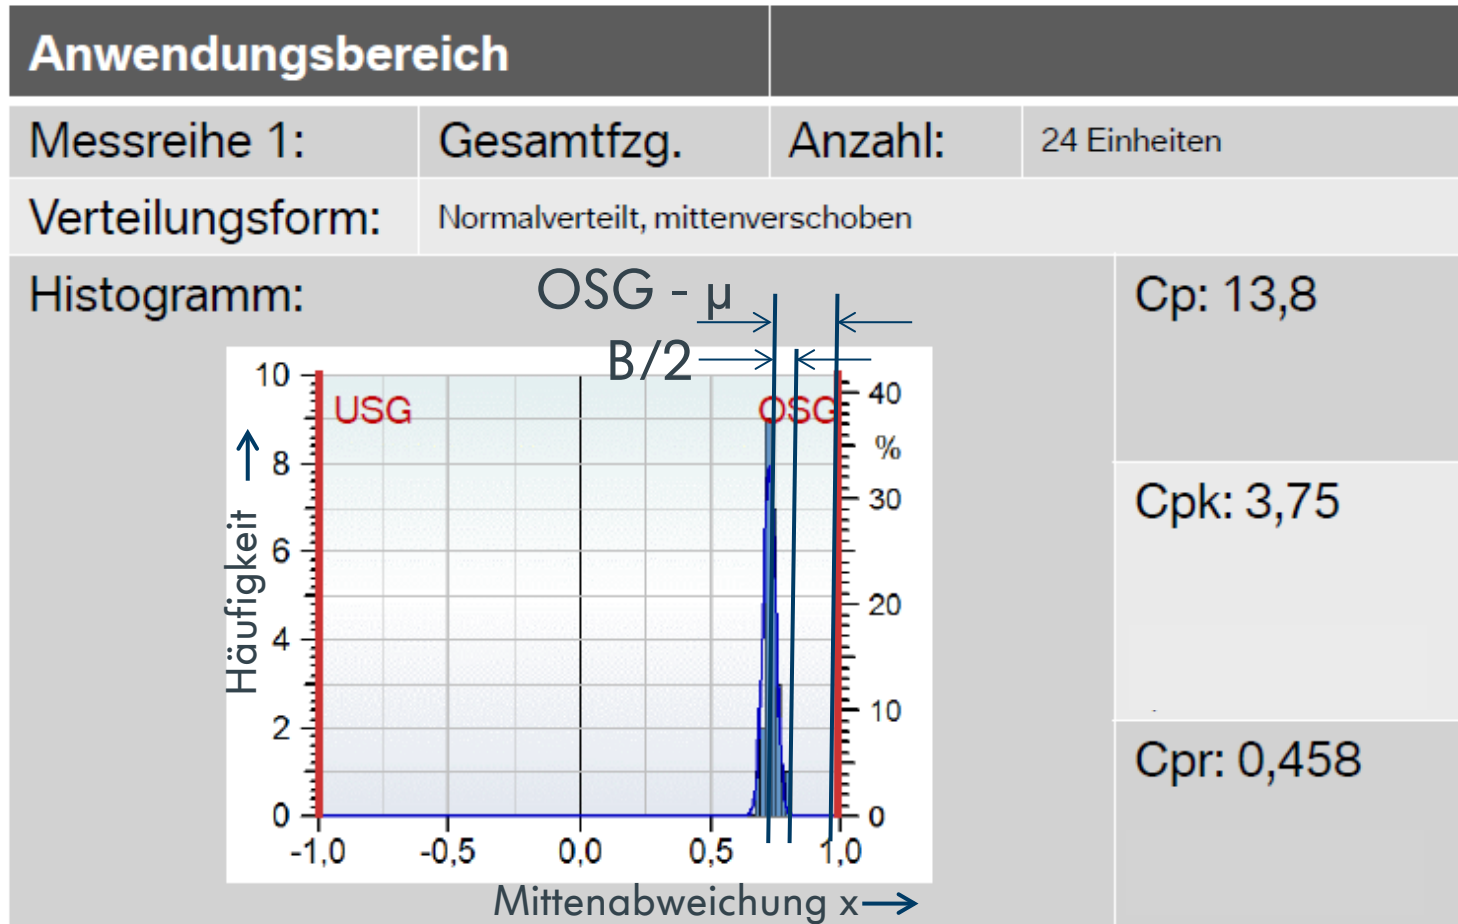 Anwendungsbereich
Messreihe 1: Gesamtfzg. Anzahl: 24 Einheiten
Verteilungsform: Normalverteilt, mittenverschoben
Histogramm: OSG - µ Cp: 13,8
B/2
10 40
USG OSG
%
8
30 Cpk: 3,75
6
20
4
10
2
Cpr: 0,458
0 0
-1,0 -0,5 0,0 0,5 1,0
Häufigkeit
Mittenabweichung x